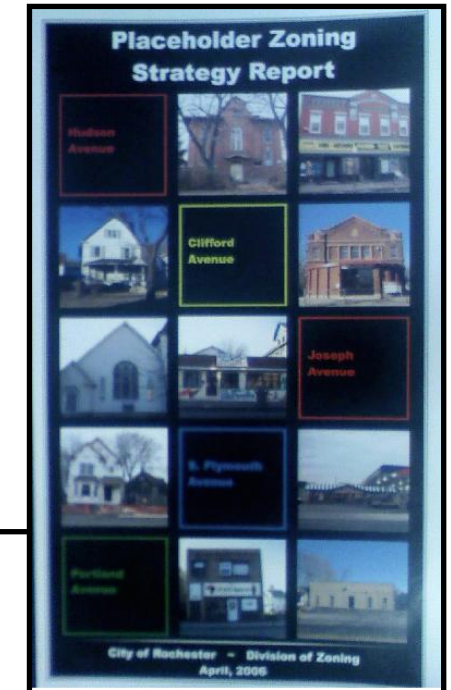 Placeholder Zoning
Strategy Report
Hudson
Avenue
Clifford
Avenue
Joseph
Avenue
S. Plymouth
Avenue
Portland
Avenue
City of Rochester ~ Division of Zoning
April, 2006